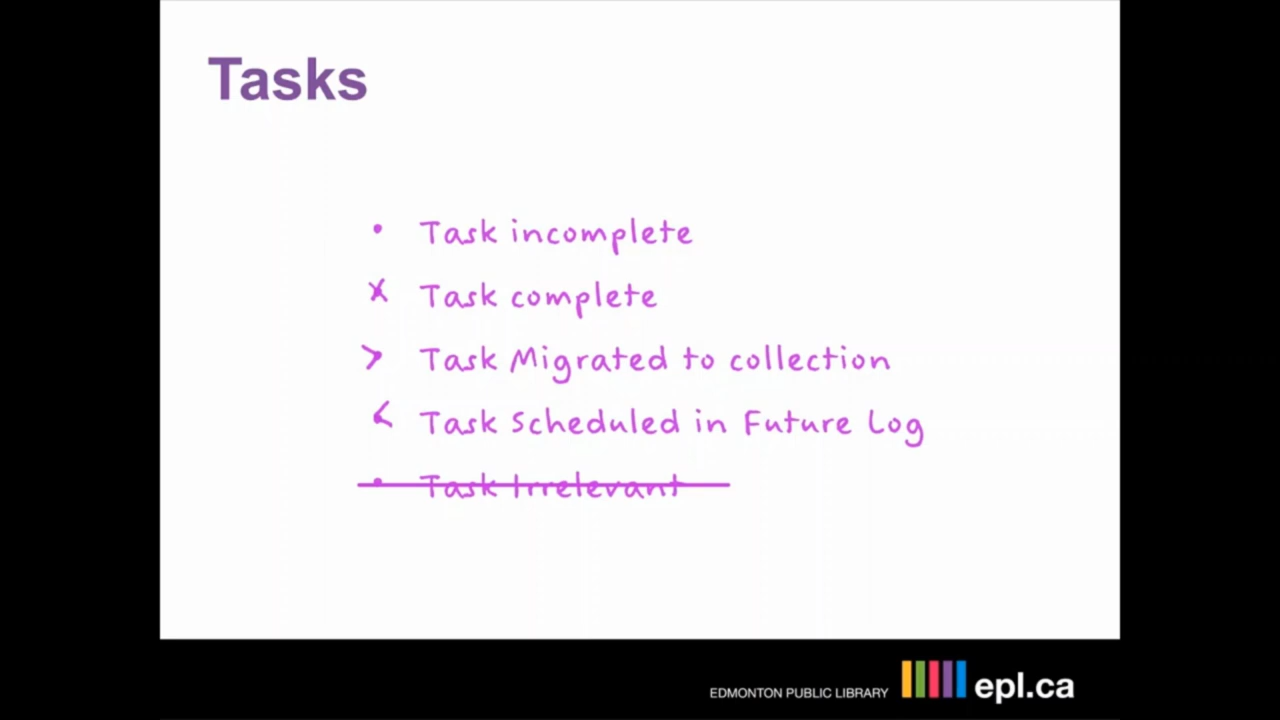 Tasks
• Task incomplete
x Task complete
> Task Migrated to collection
< Task Scheduled in Future Log
• Task Irrelevant
EDMONTON PUBLIC LIBRARY epl.ca